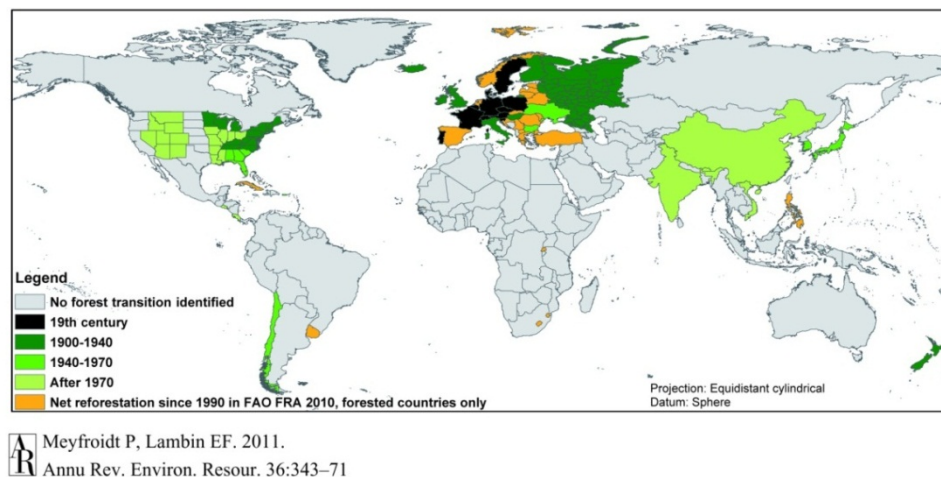 Legend
No forest transition identified
19th century
1900-1940
1940-1970
After 1970
Net reforestation since 1990 in FAO FRA 2010, forested countries only
Projection: Equidistant cylindrical
Datum: Sphere
AR
Meyfroidt P, Lambin EF. 2011.
Annu Rev. Environ. Resour. 36:343–71